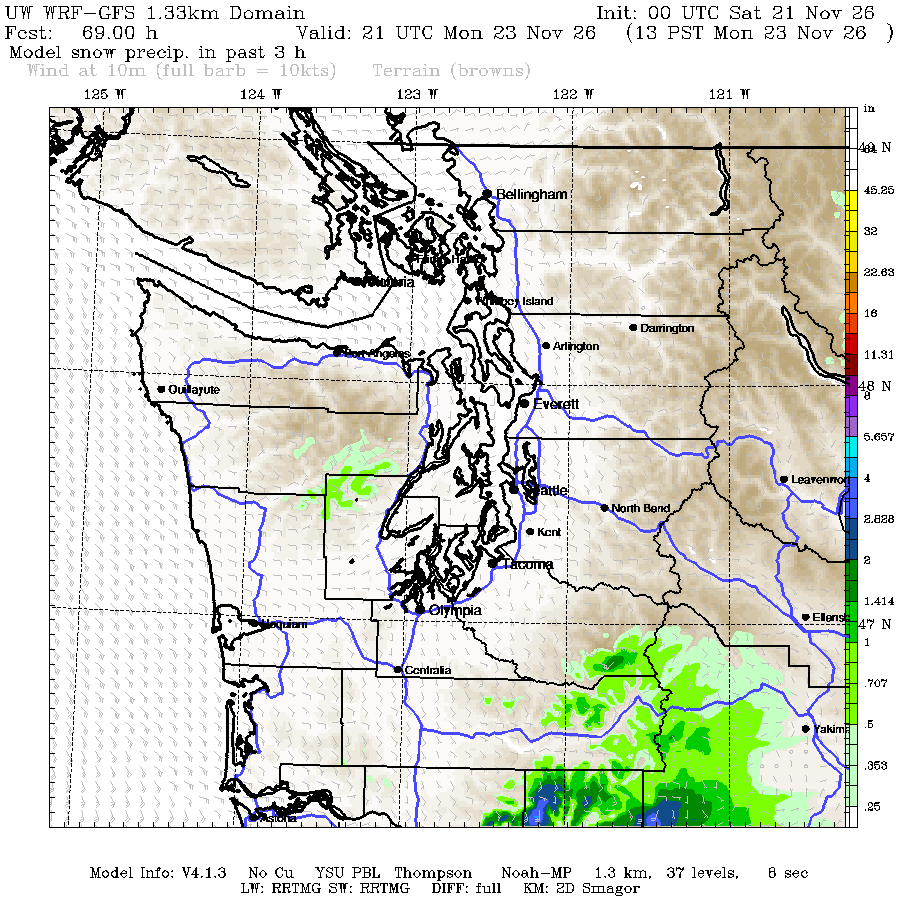 UW WRF-GFS 1.33km Domain Init: 00 UTC Sat 21 Nov 26
Fcst: 69.00 h Valid: 21 UTC Mon 23 Nov 26 (13 PST Mon 23 Nov 26 )
Model snow precip. in past 3 h
Wind at 10m (full barb = 10kts) Terrain (browns)
125 W 124 W 123 W 122 W 121 W in
49 N
Bellingham
45.25
32
Victoria
22.63
Whidbey Island
16
Darrington
Arlington
Port Angeles
11.31
48 N
Quillayute
8
Everett
5.657
4
Leavenwor
Seattle
North Bend
2.828
Kent
2
Tacoma
1.414
Olympia
Ellens
Hoquiam
47 N
1
Centralia
.707
.5
Yakim
.353
.25
Astoria
Model Info: V4.1.3 No Cu YSU PBL Thompson Noah-MP 1.3 km, 37 levels, 8 sec
LW: RRTMG SW: RRTMG DIFF: full KM: 2D Smagor